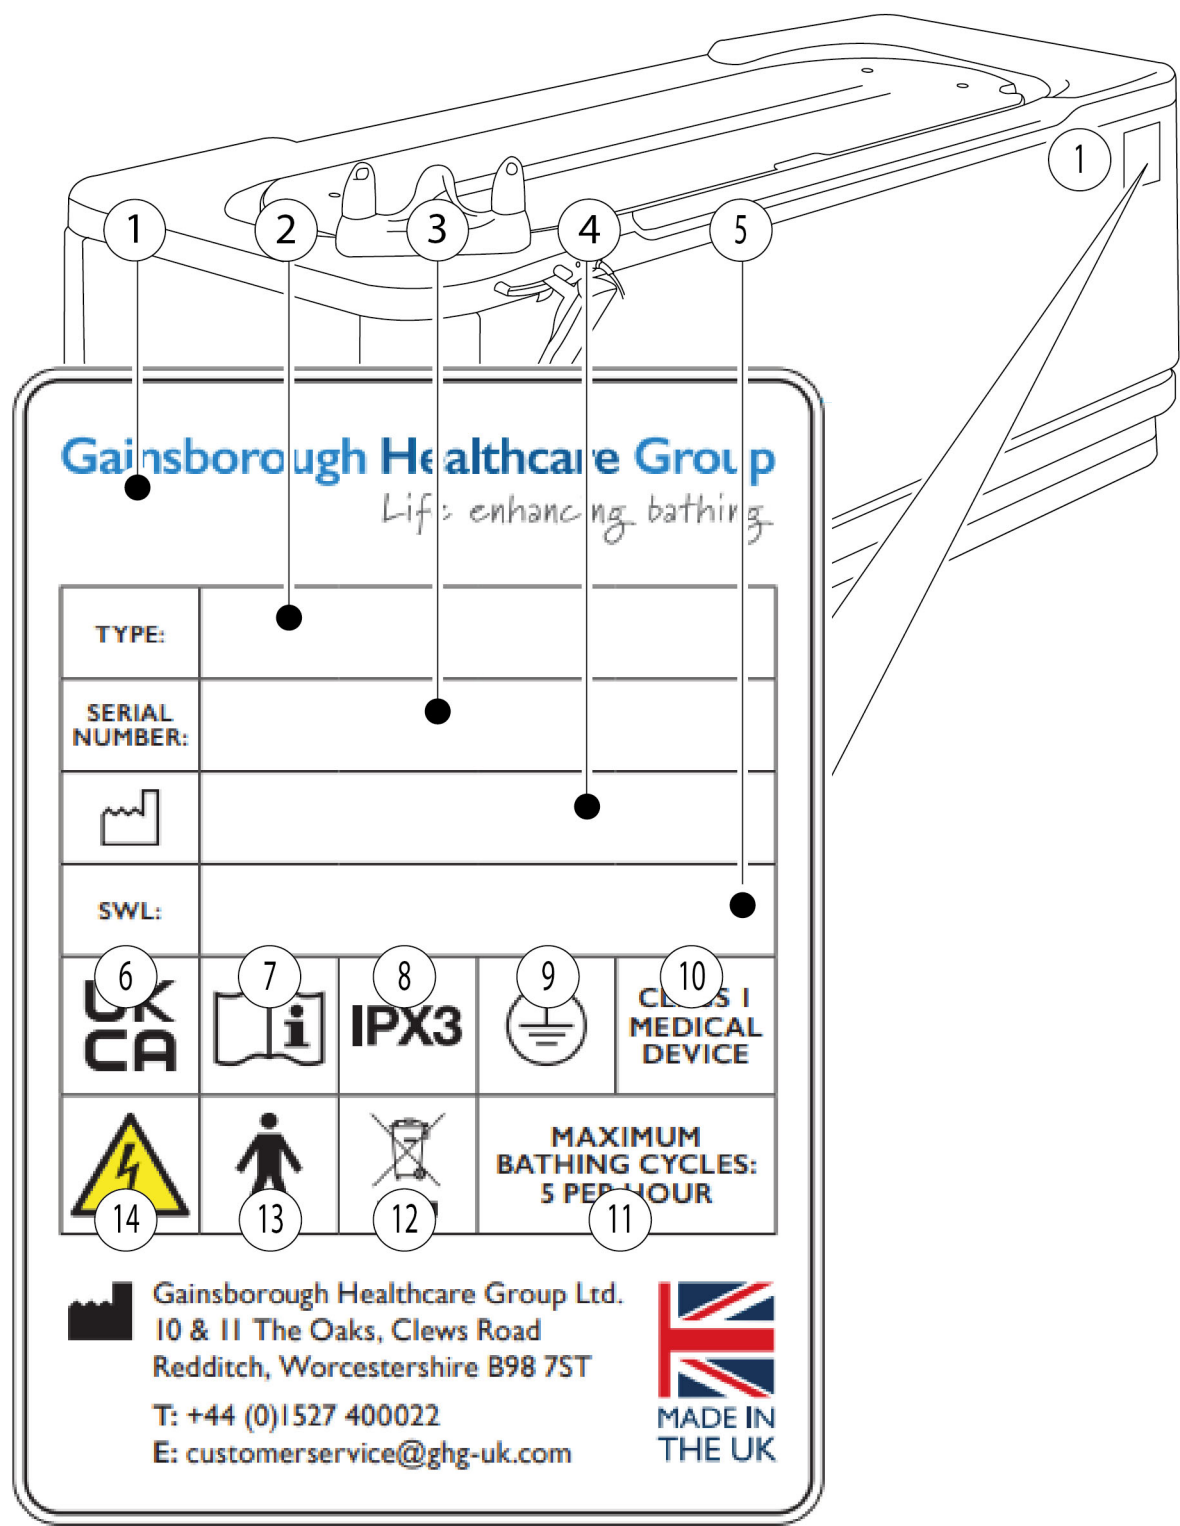 1
1
2
3
4
5
Gainsborough Healthcare Group
Life enhancing bathing
TYPE:
SERIAL
NUMBER:
SWL:
6
7
8
9
10
UK
CA
i
IPX3
CLASS I
MEDICAL
DEVICE
MAXIMUM
BATHING CYCLES:
5 PER HOUR
14
13
12
11
Gainsborough Healthcare Group Ltd.
10 & 11 The Oaks, Clews Road
Redditch, Worcestershire B98 7ST
T: +44 (0)1527 400022
E: customerservice@ghg-uk.com
MADE IN
THE UK